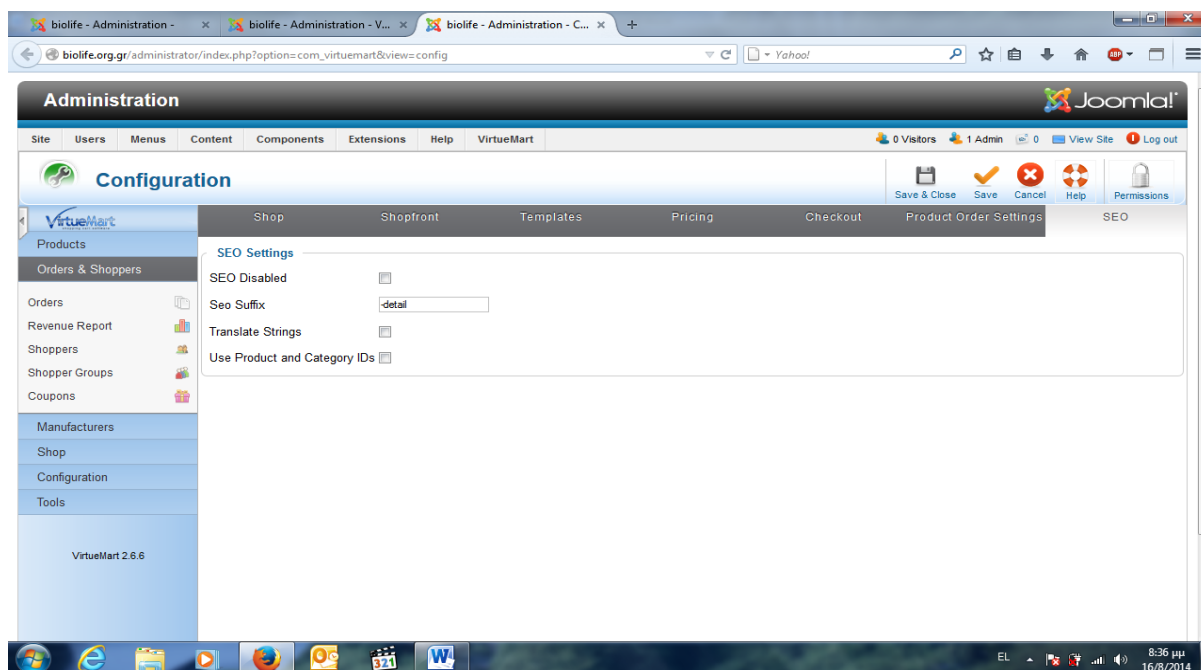 biolife - Administration -
biolife - Administration - V...
biolife - Administration - C...
biolife.org.gr/administrator/index.php?option=com_virtuemart&view=config
Yahoo!
ABP
Administration
Joomla!
Site Users Menus Content Components Extensions Help VirtueMart
0 Visitors 1 Admin 0 View Site Log out
Configuration
Save & Close Save Cancel Help Permissions
VirtueMart
Shop Shopfront Templates Pricing Checkout Product Order Settings SEO
Products
Orders & Shoppers
Orders
Revenue Report
Shoppers
Shopper Groups
Coupons
Manufacturers
Shop
Configuration
Tools
VirtueMart 2.6.6
SEO Settings
SEO Disabled
Seo Suffix -detail
Translate Strings
Use Product and Category IDs
321
EL
8:36 μμ
16/8/2014